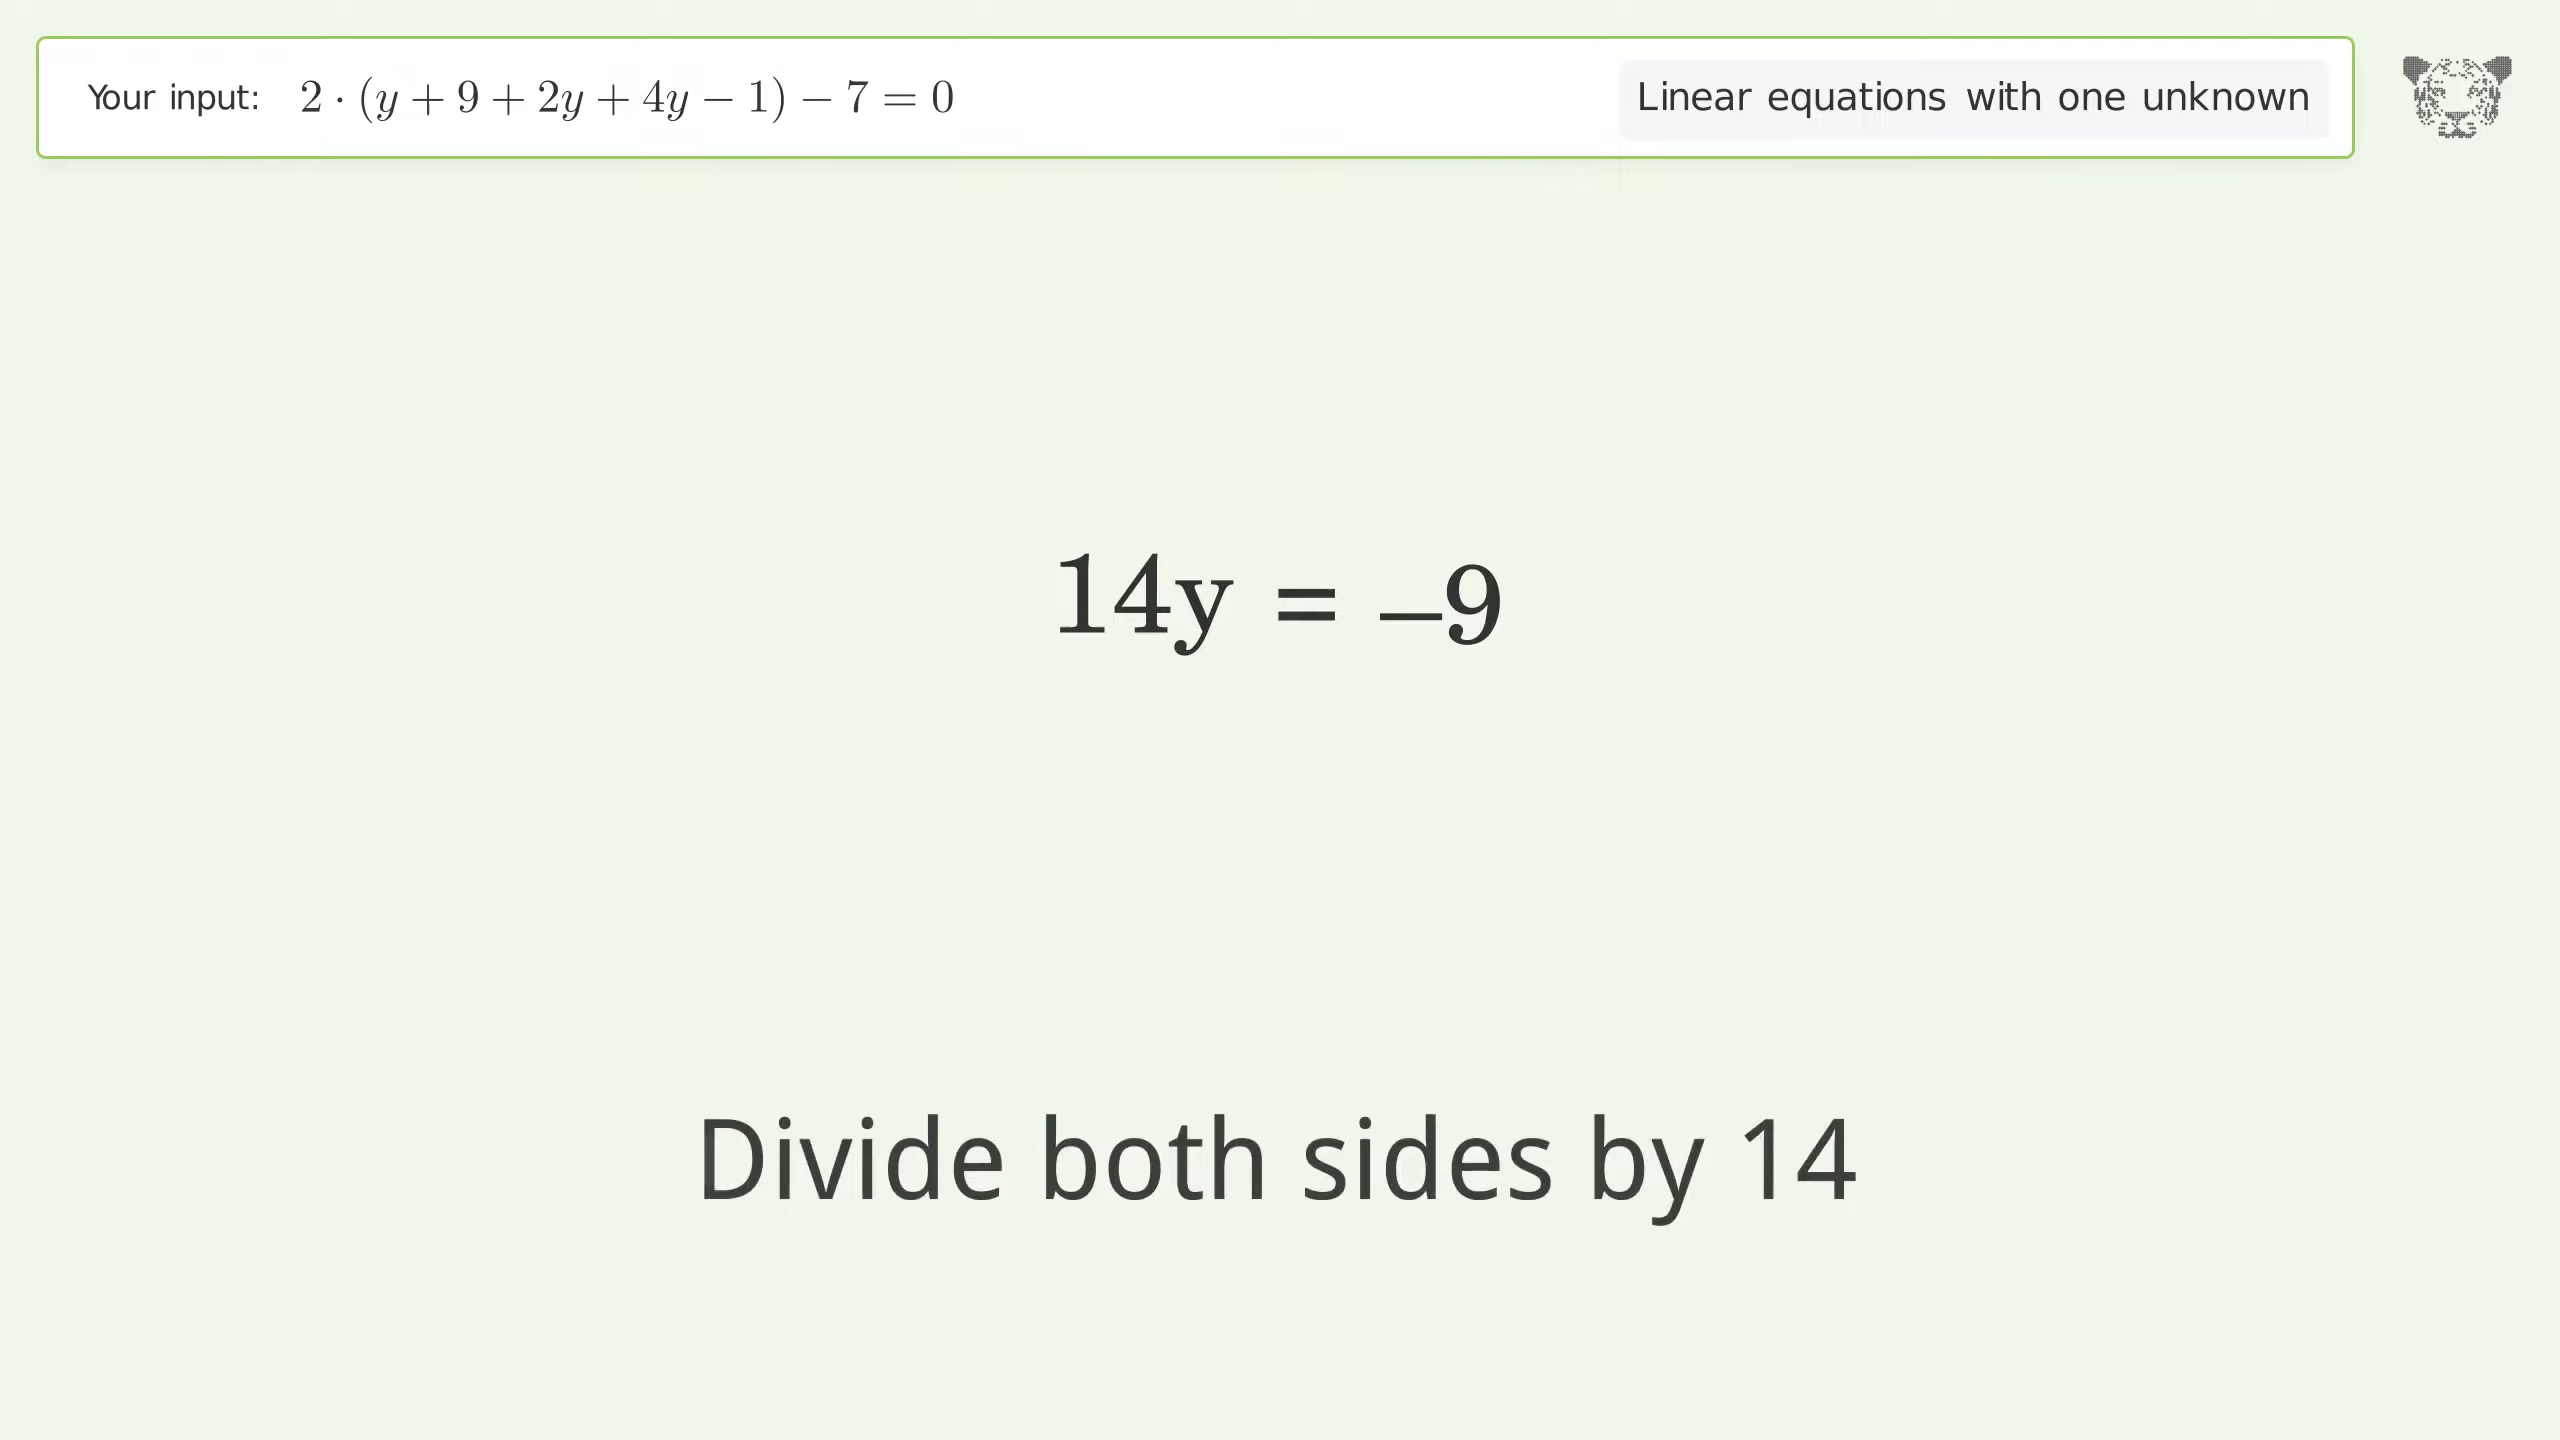 Your input: 2 · (y + 9 + 2y + 4y − 1) − 7 = 0 Linear equations with one unknown
14y = −9
Divide both sides by 14